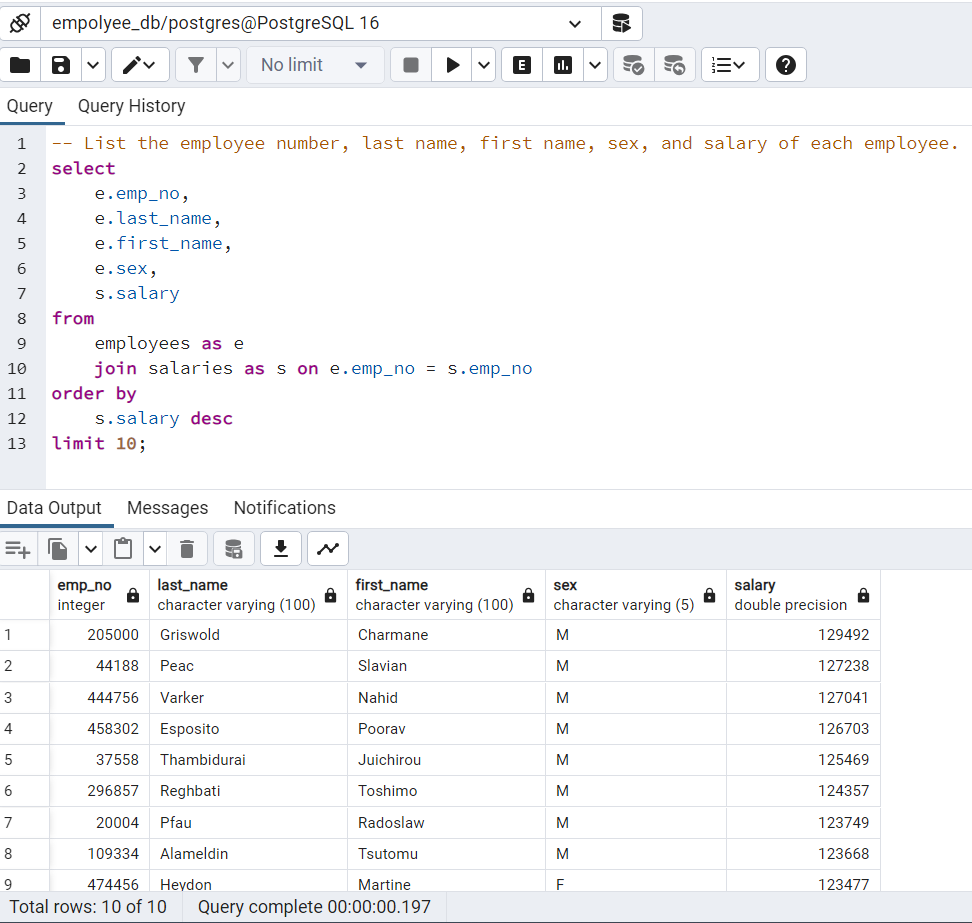 empolyee_db/postgres@PostgreSQL 16
No limit
E
Query Query History
1 -- List the employee number, last name, first name, sex, and salary of each employee.
2 select
3 e.emp_no,
4 e.last_name,
5 e.first_name,
6 e.sex,
7 s.salary
8 from
9 employees as e
10 join salaries as s on e.emp_no = s.emp_no
11 order by
12 s.salary desc
13 limit 10;
Data Output Messages Notifications
emp_no last_name first_name sex salary
integer character varying (100) character varying (100) character varying (5) double precision
1 205000 Griswold Charmane M 129492
2 44188 Peac Slavian M 127238
3 444756 Varker Nahid M 127041
4 458302 Esposito Poorav M 126703
5 37558 Thambidurai Juichirou M 125469
6 296857 Reghbati Toshimo M 124357
7 20004 Pfau Radoslaw M 123749
8 109334 Alameldin Tsutomu M 123668
9 474456 Heydon Martine F 123477
Total rows: 10 of 10 Query complete 00:00:00.197